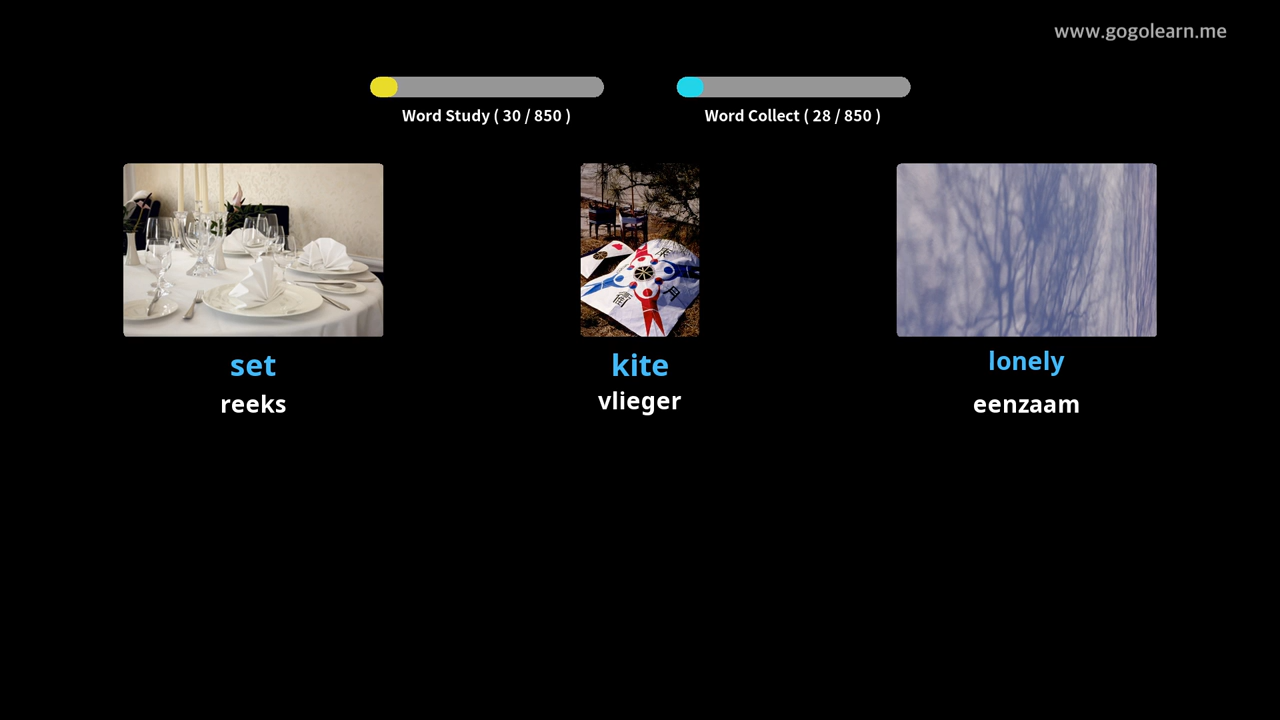 www.gogolearn.me
Word Study ( 30 / 850 )
Word Collect ( 28 / 850 )
set
kite
lonely
reeks
vlieger
eenzaam